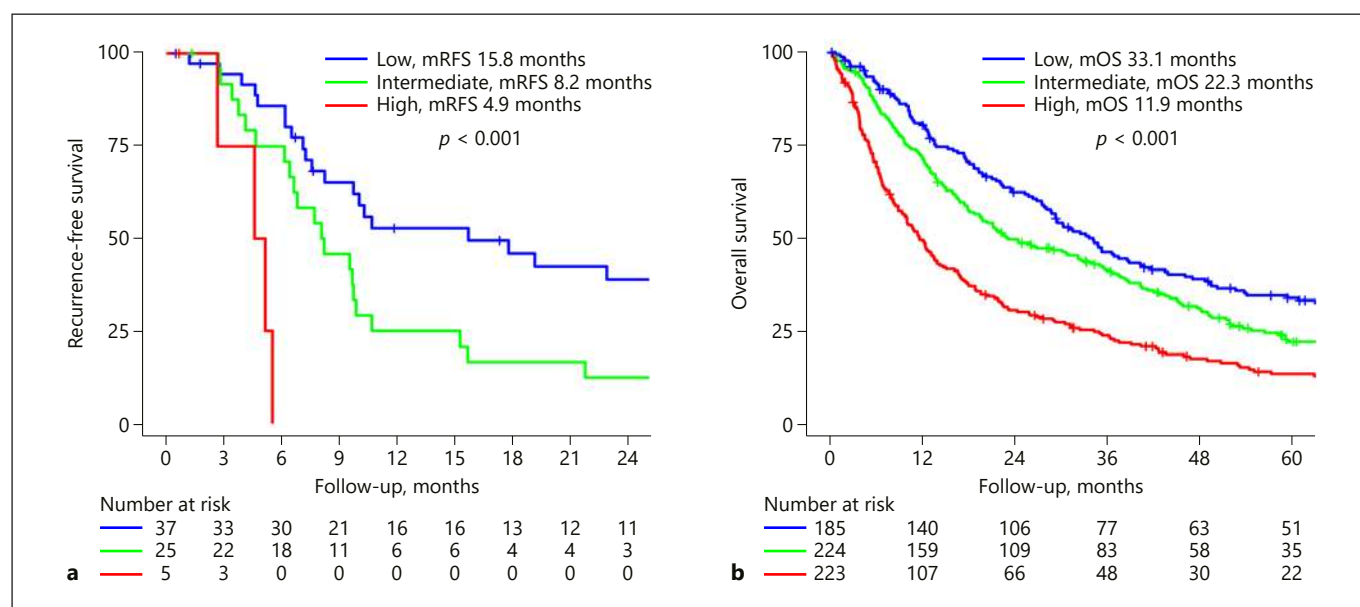 100
75
50
25
0
Recurrence-free survival
Low, mRFS 15.8 months
Intermediate, mRFS 8.2 months
High, mRFS 4.9 months
p < 0.001
0 3 6 9 12 15 18 21 24
Follow-up, months
Number at risk
37 33 30 21 16 16 13 12 11
25 22 18 11 6 6 4 4 3
5 3 0 0 0 0 0 0 0
a
100
75
50
25
0
Overall survival
Low, mOS 33.1 months
Intermediate, mOS 22.3 months
High, mOS 11.9 months
p < 0.001
0 12 24 36 48 60
Follow-up, months
Number at risk
185 140 106 77 63 51
224 159 109 83 58 35
223 107 66 48 30 22
b